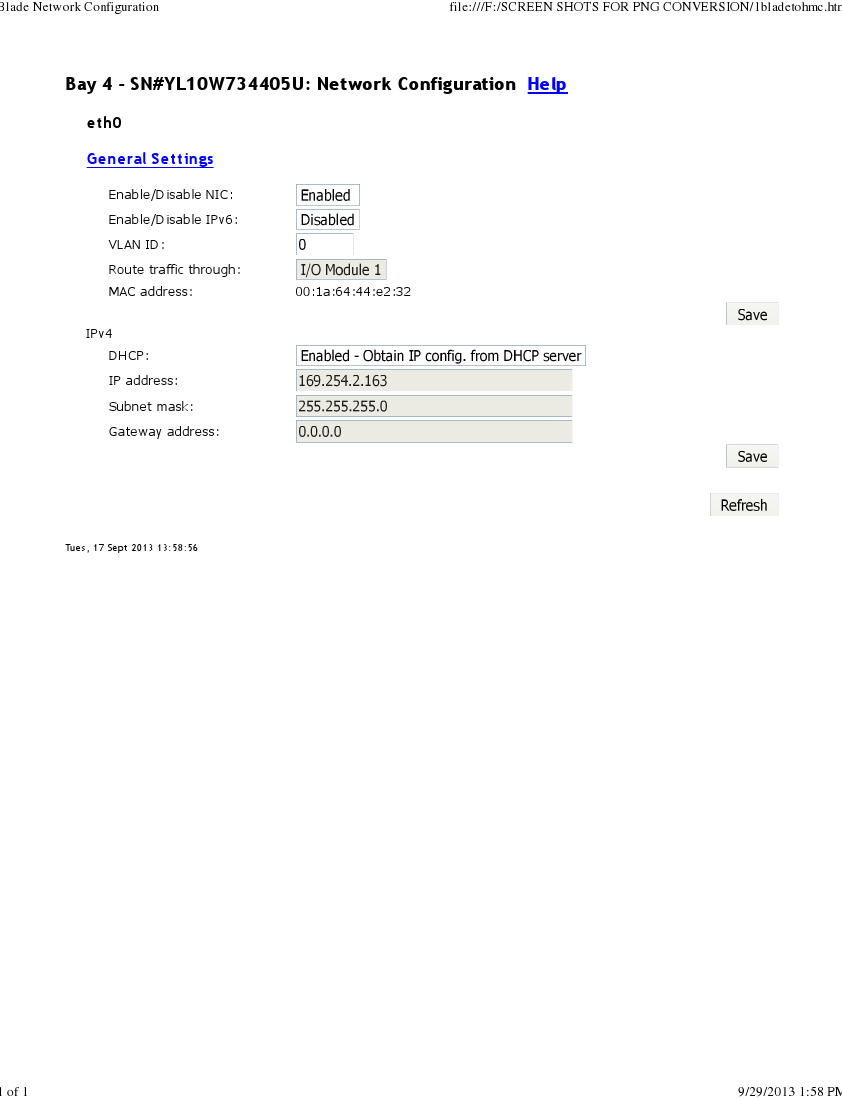 Blade Network Configuration file:///F:/SCREEN SHOTS FOR PNG CONVERSION/1bladetohmc.htm
Bay 4 - SN#YL10W734405U: Network Configuration Help
eth0
General Settings
Enable/Disable NIC: Enabled
Enable/Disable IPv6: Disabled
VLAN ID: 0
Route traffic through: I/O Module 1
MAC address: 00:1a:64:44:e2:32
Save
IPv4
DHCP: Enabled - Obtain IP config. from DHCP server
IP address: 169.254.2.163
Subnet mask: 255.255.255.0
Gateway address: 0.0.0.0
Save
Refresh
Tues, 17 Sept 2013 13:58:56
1 of 1 9/29/2013 1:58 PM